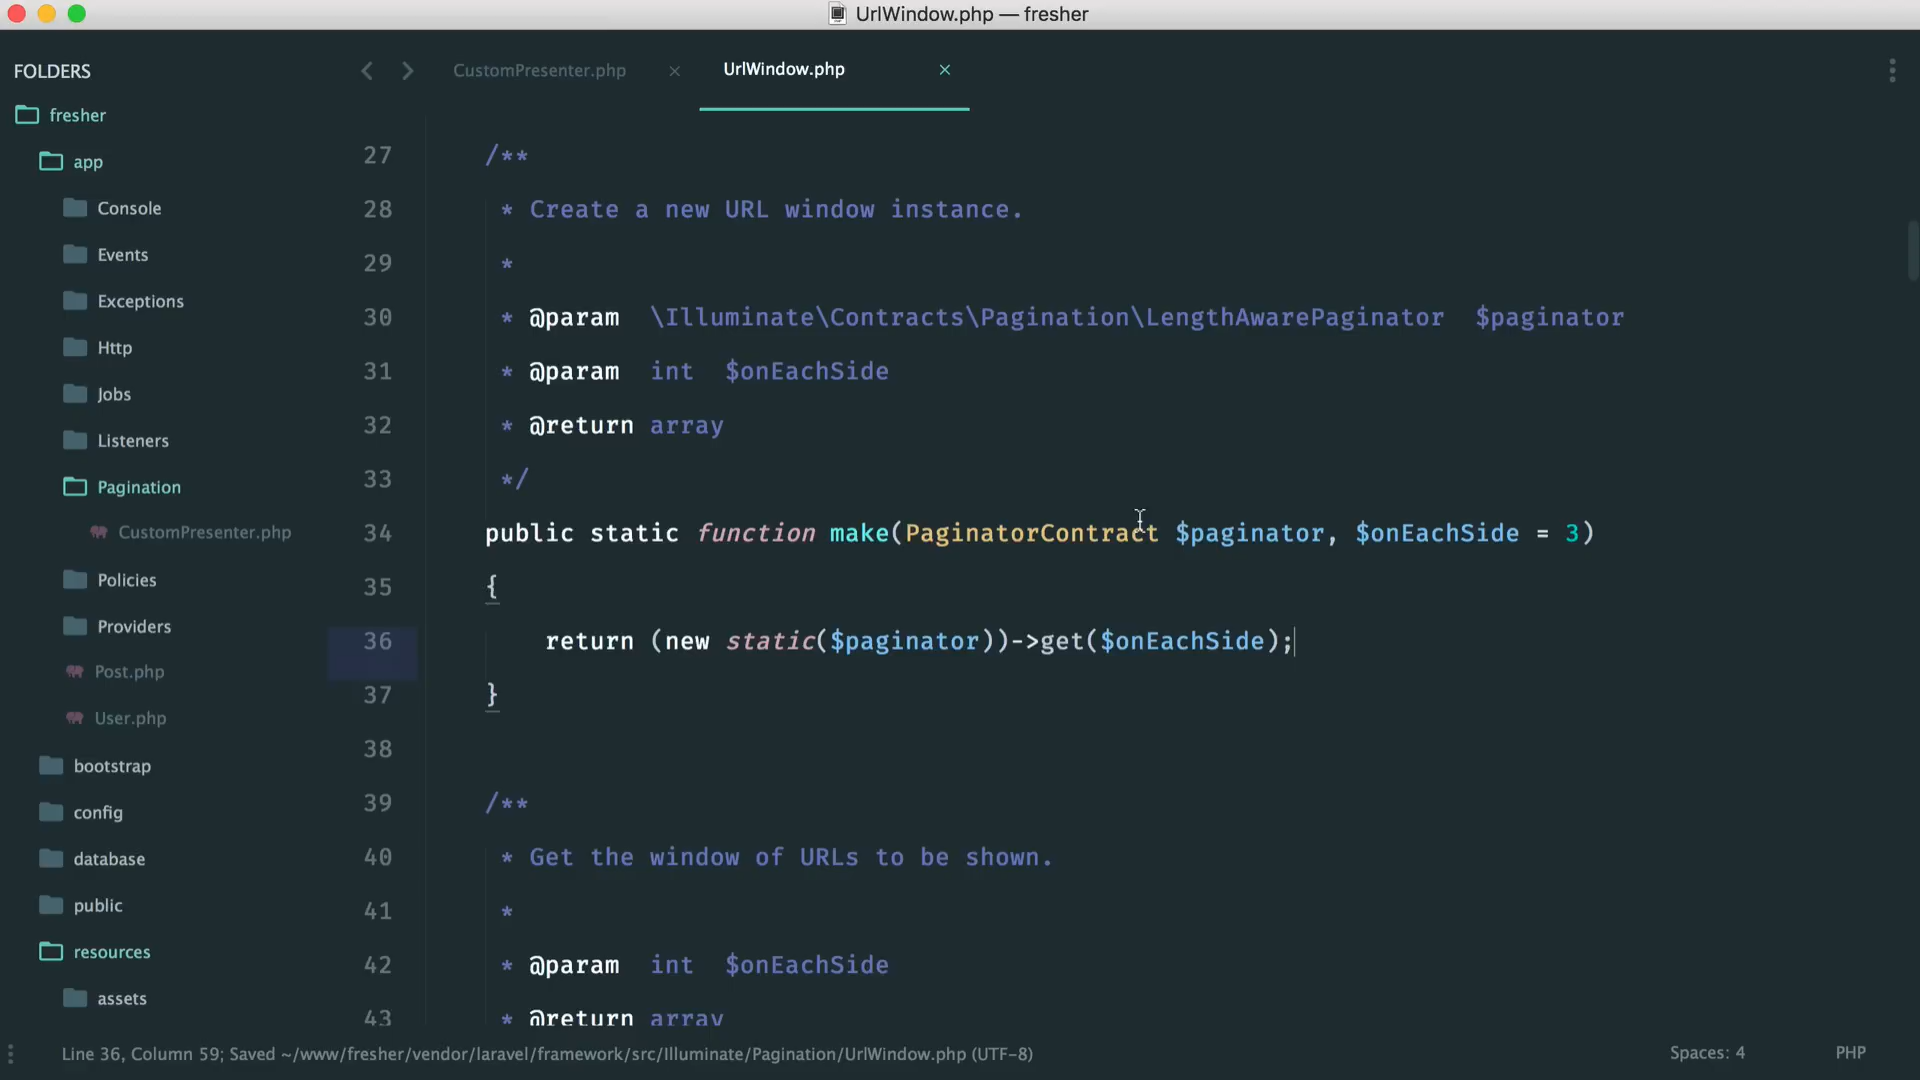 UrlWindow.php — fresher
FOLDERS
fresher
app
Console
Events
Exceptions
Http
Jobs
Listeners
Pagination
CustomPresenter.php
Policies
Providers
Post.php
User.php
bootstrap
config
database
public
resources
assets
CustomPresenter.php
UrlWindow.php
27 /**
28 * Create a new URL window instance.
29 *
30 * @param \Illuminate\Contracts\Pagination\LengthAwarePaginator $paginator
31 * @param int $onEachSide
32 * @return array
33 */
34 public static function make(PaginatorContract $paginator, $onEachSide = 3)
35 {
36 return (new static($paginator))->get($onEachSide);
37 }
38
39 /**
40 * Get the window of URLs to be shown.
41 *
42 * @param int $onEachSide
43 * @return array
Line 36, Column 59; Saved ~/www/fresher/vendor/laravel/framework/src/Illuminate/Pagination/UrlWindow.php (UTF-8)
Spaces: 4
PHP